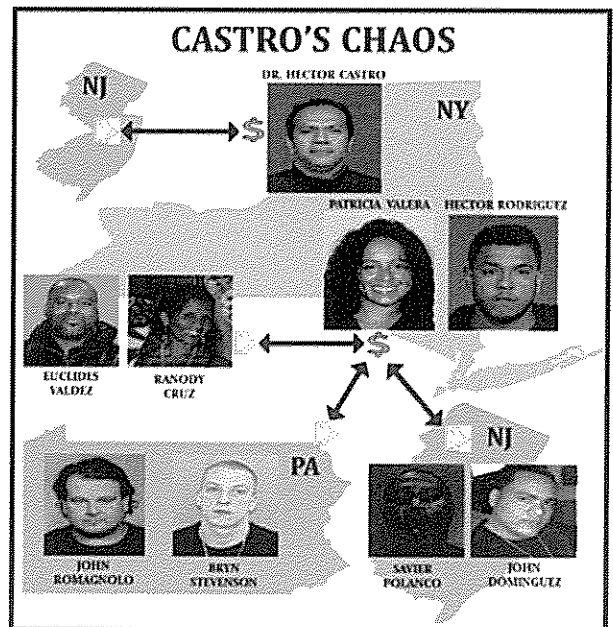 CASTRO'S CHAOS
DR. HECTOR CASTRO
NJ
NY
$
PATRICIA VALERA
HECTOR RODRIGUEZ
$
EUCLIDES
VALDEZ
RANODY
CRUZ
PA
NJ
JOHN
ROMAGNOLO
BRYN
STEVENSON
SAVIER
POLANCO
JOHN
DOMINGUEZ